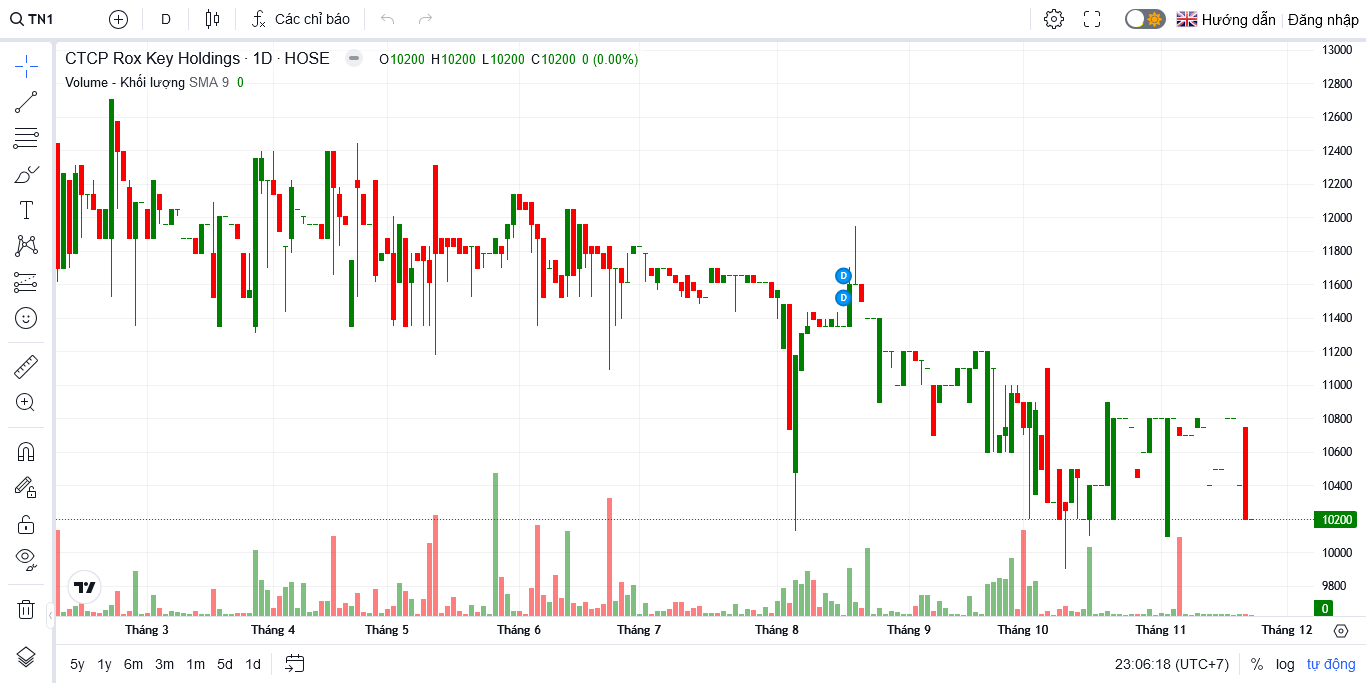 TN1 D Các chỉ báo Hướng dẫn Đăng nhập
CTCP Rox Key Holdings · 1D · HOSE O10200 H10200 L10200 C10200 0 (0.00%)
Volume - Khối lượng SMA 9 0
13000
12800
12600
12400
12200
12000
11800
11600
D
D
11400
11200
11000
10800
10600
10400
10200
10000
9800
0
Tháng 3 Tháng 4 Tháng 5 Tháng 6 Tháng 7 Tháng 8 Tháng 9 Tháng 10 Tháng 11 Tháng 12
5y 1y 6m 3m 1m 5d 1d 23:06:18 (UTC+7) % log tự động